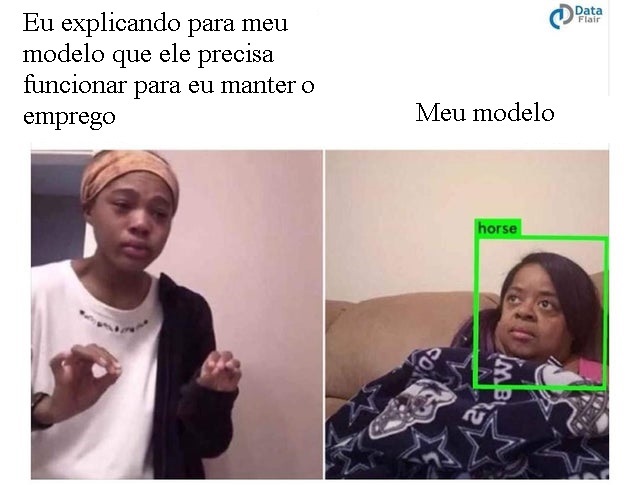 Eu explicando para meu
modelo que ele precisa
funcionar para eu manter o
emprego
Data
Flair
Meu modelo
horse